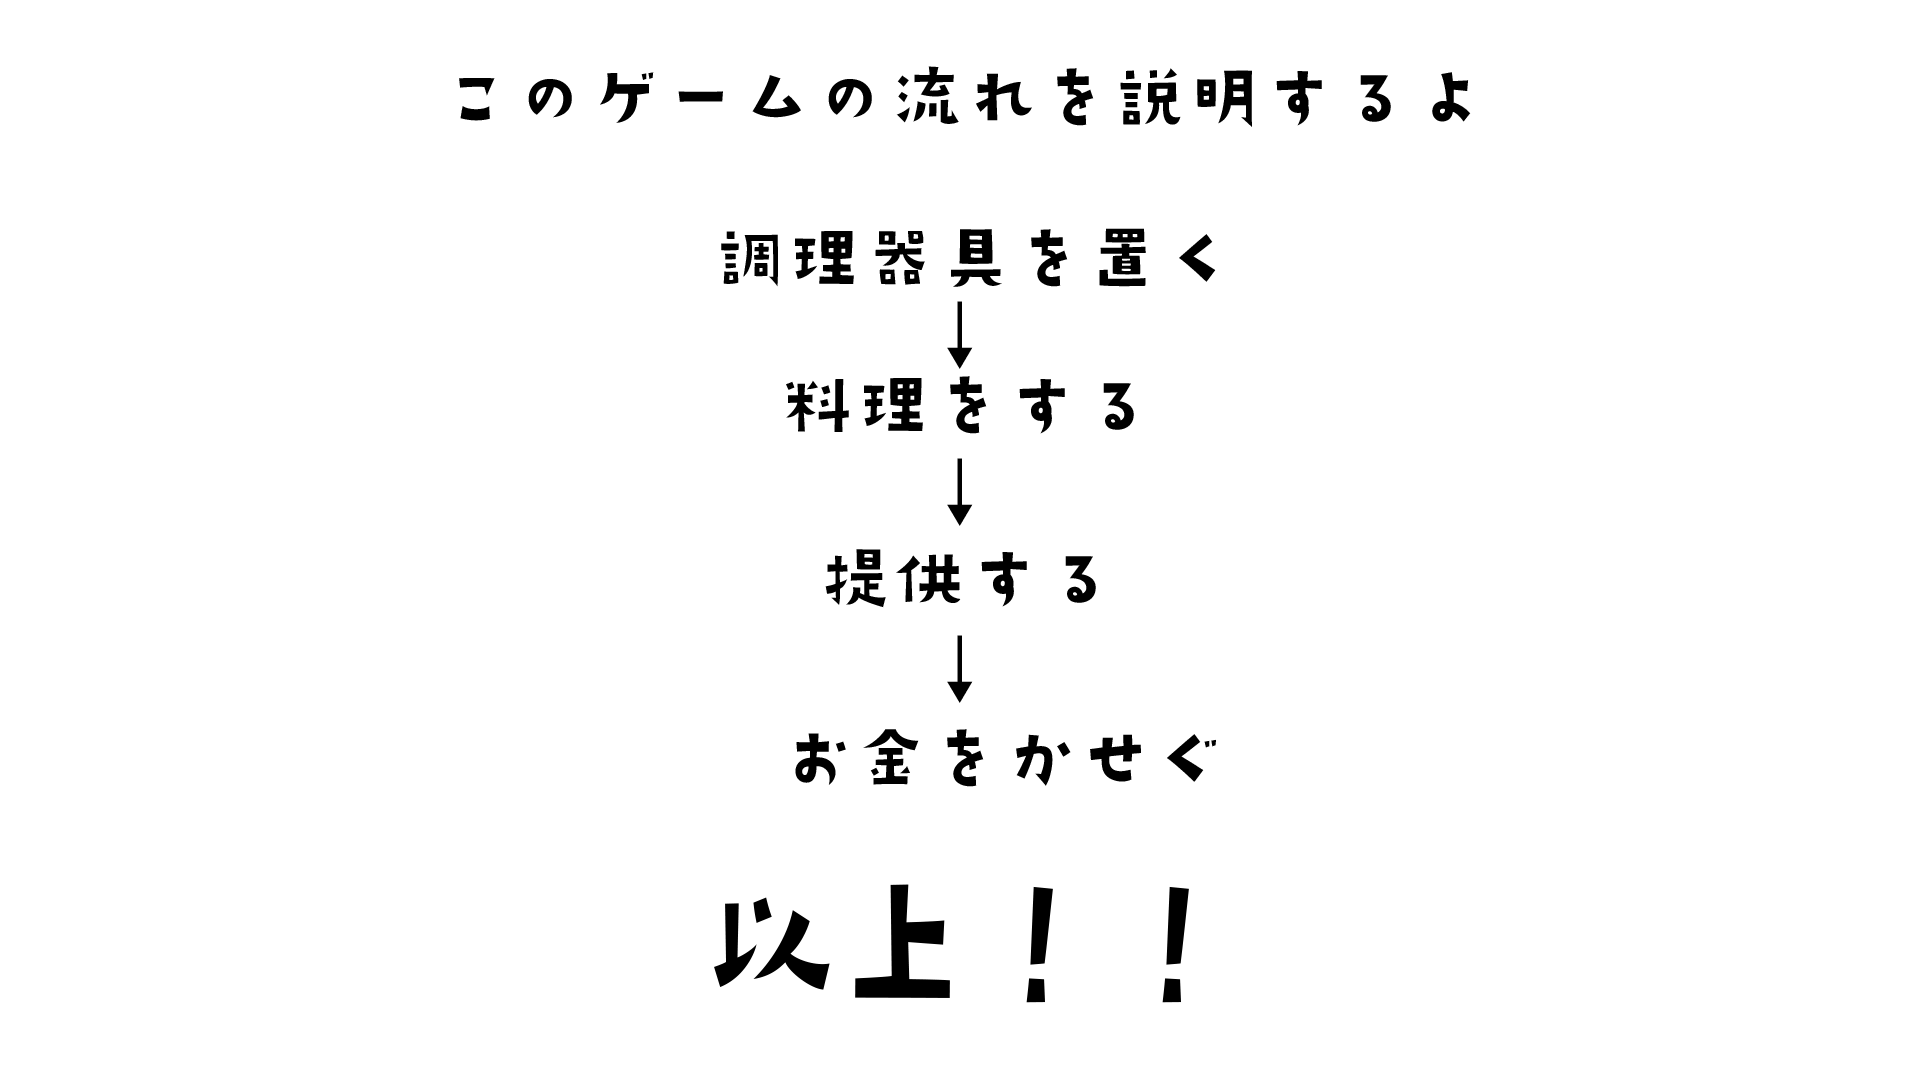 このゲームの流れを説明するよ
調理器具を置く
料理をする
提供する
お金をかせぐ
以上！！